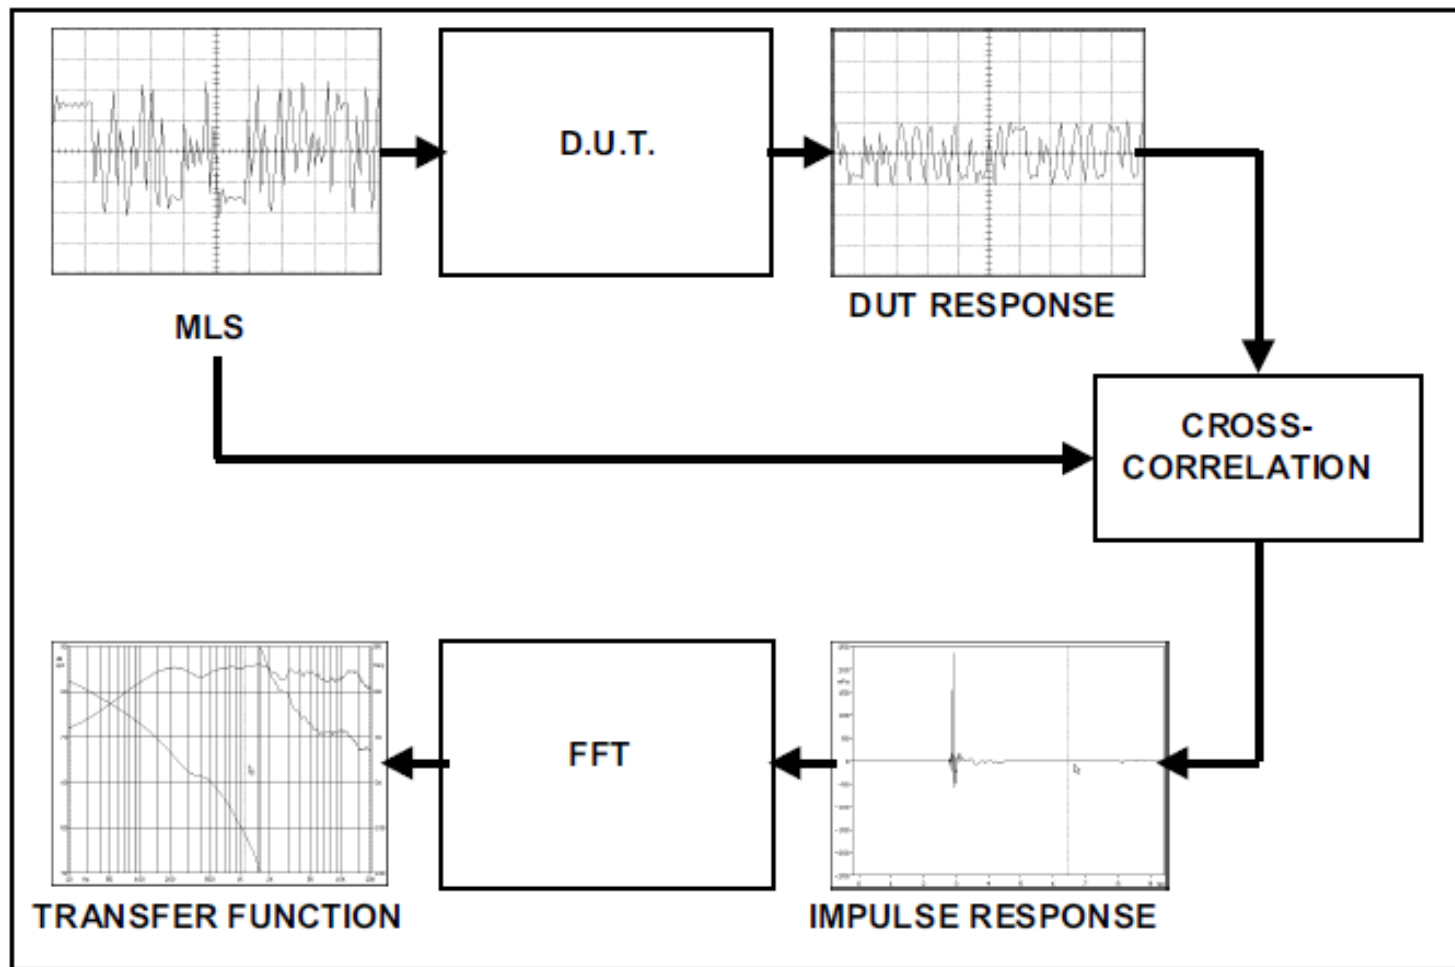 D.U.T.
MLS
DUT RESPONSE
CROSS-
CORRELATION
FFT
TRANSFER FUNCTION
IMPULSE RESPONSE